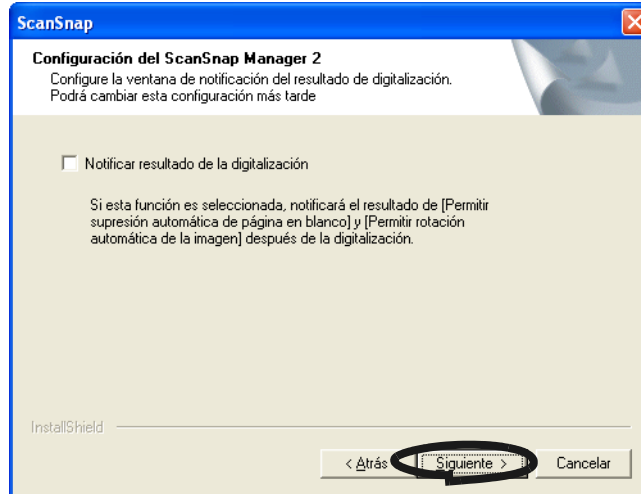 ScanSnap
Configuración del ScanSnap Manager 2
Configure la ventana de notificación del resultado de digitalización.
Podrá cambiar esta configuración más tarde
Notificar resultado de la digitalización
Si esta función es seleccionada, notificará el resultado de [Permitir
supresión automática de página en blanco] y [Permitir rotación
automática de la imagen] después de la digitalización.
InstallShield
< Atrás
Siguiente >
Cancelar